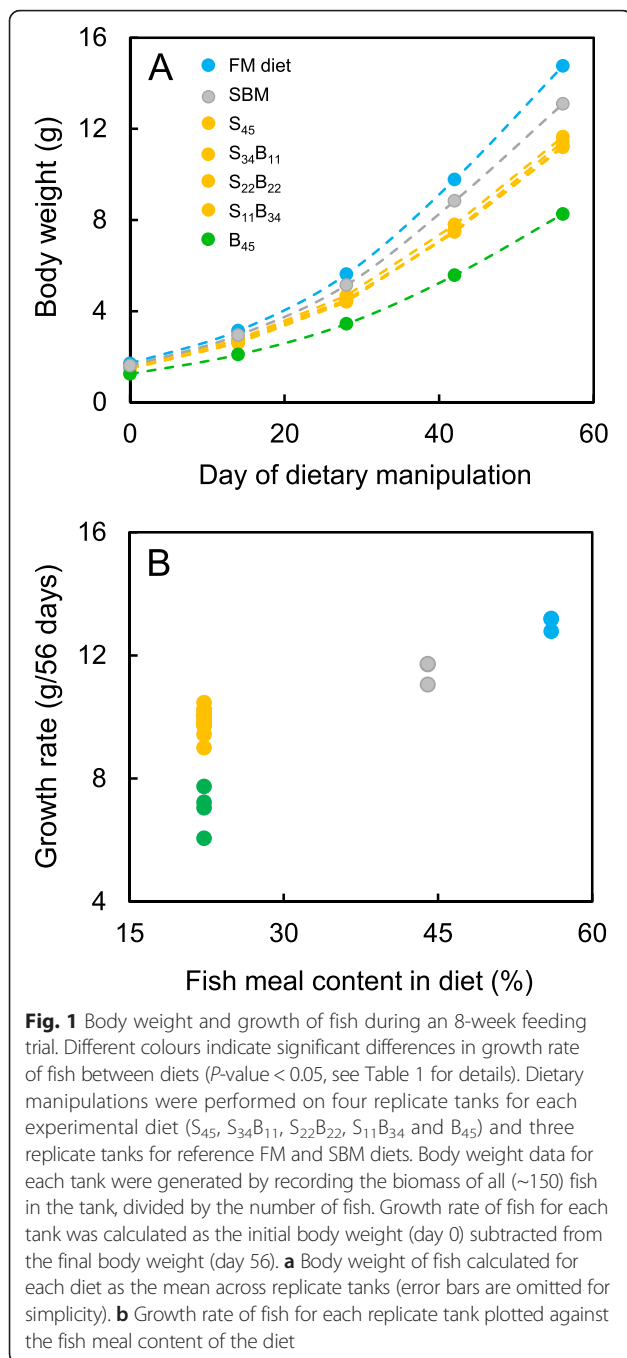 16
12
8
4
0
Body weight (g)
A
FM diet
SBM
S45
S34B11
S22B22
S11B34
B45
0 20 40 60
Day of dietary manipulation
16
12
8
4
Growth rate (g/56 days)
B
15 30 45 60
Fish meal content in diet (%)
Fig. 1 Body weight and growth of fish during an 8-week feeding
trial. Different colours indicate significant differences in growth rate
of fish between diets (P-value < 0.05, see Table 1 for details). Dietary
manipulations were performed on four replicate tanks for each
experimental diet (S45, S34B11, S22B22, S11B34 and B45) and three
replicate tanks for reference FM and SBM diets. Body weight data for
each tank were generated by recording the biomass of all (~150) fish
in the tank, divided by the number of fish. Growth rate of fish for each
tank was calculated as the initial body weight (day 0) subtracted from
the final body weight (day 56). a Body weight of fish calculated for
each diet as the mean across replicate tanks (error bars are omitted for
simplicity). b Growth rate of fish for each replicate tank plotted against
the fish meal content of the diet